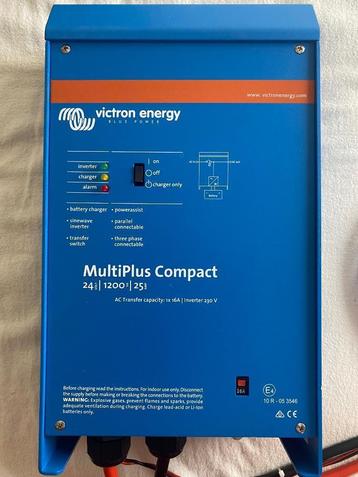 www. victronenergy.com
victron energy
BLUE POWER
inverter
charger
alarm
on
off
charger only
Battery
• battery charger
• sinewave
inverter
• transfer
switch
• powerassist
• parallel
connectable
• three phase
connectable
MultiPlus Compact
24 | 1200 | 25
AC Transfer capacity: 1x 16A | Inverter 230 V
16A
E4
10 R - 05 3546
CE
Before charging read the instructions. For indoor use only. Disconnect
the supply before making or breaking the connections to the battery.
WARNING: Explosive gases, prevent flames and sparks, provide
adequate ventilation during charging. Charge lead-acid or Li-Ion
batteries only.